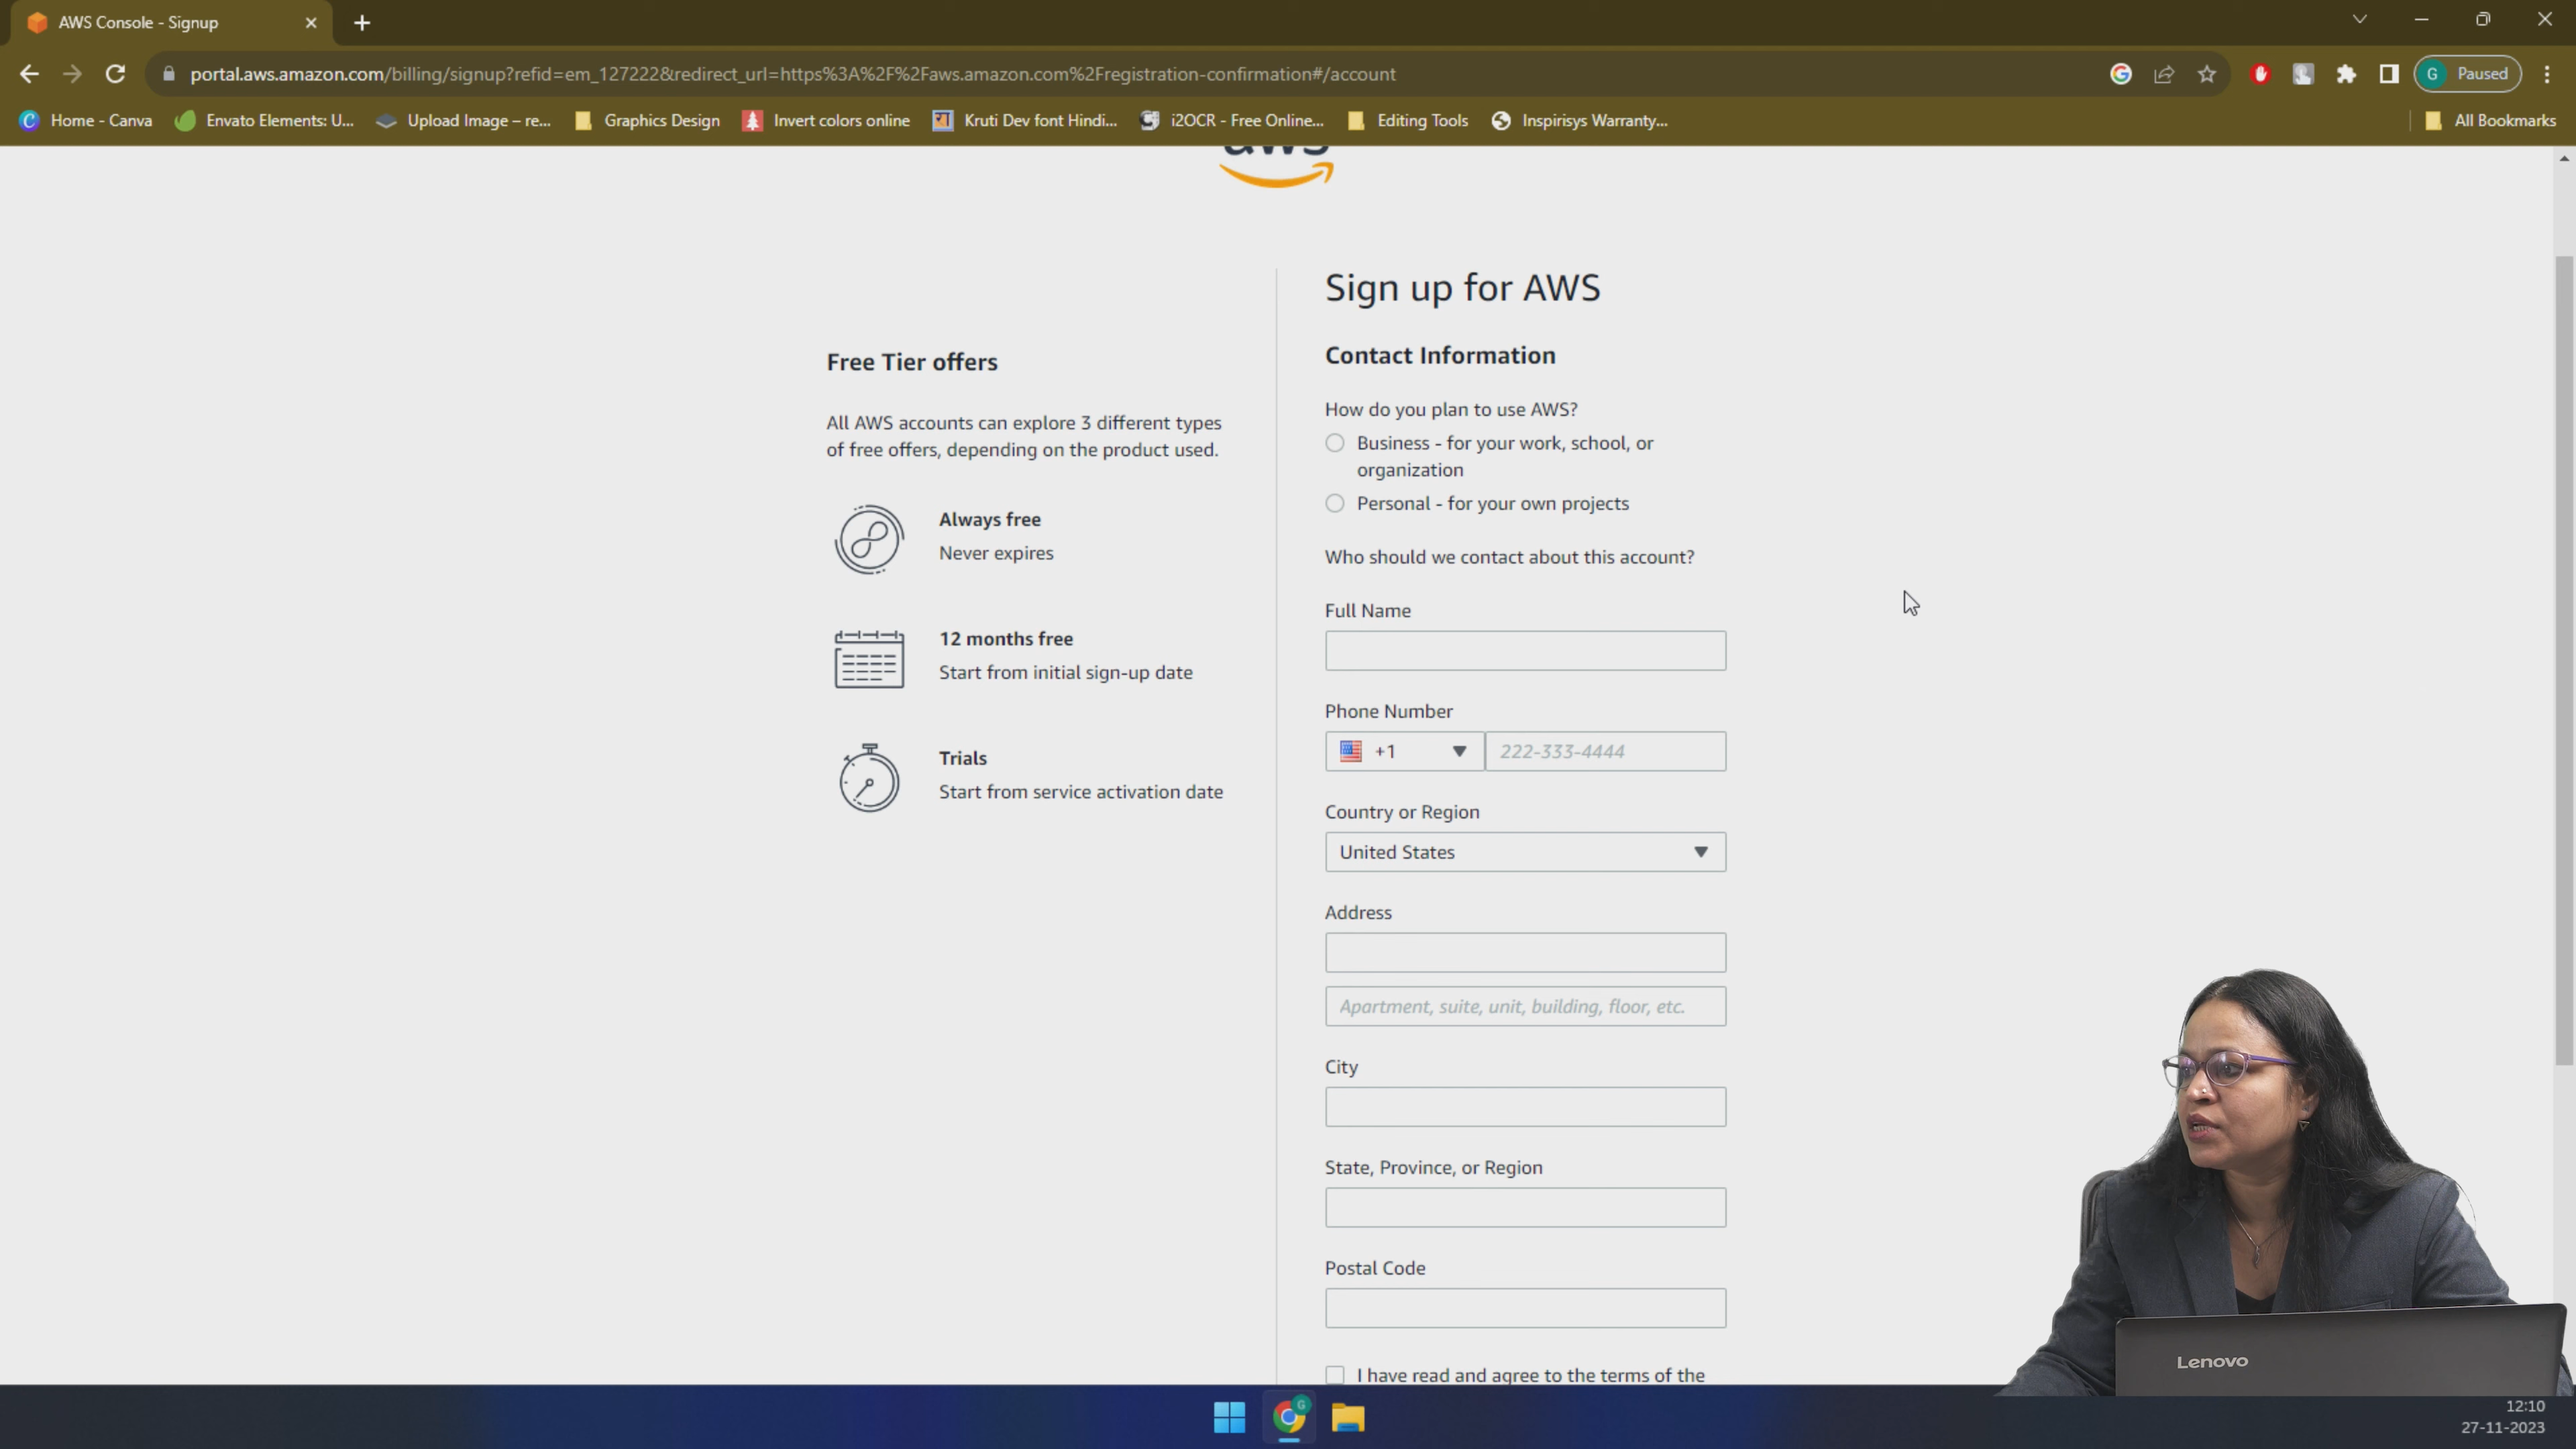 AWS Console - Signup
portal.aws.amazon.com/billing/signup?refid=em_127222&redirect_url=https%3A%2F%2Faws.amazon.com%2Fregistration-confirmation#/account
G Paused
Home - Canva
Envato Elements: U...
Upload Image – re...
Graphics Design
Invert colors online
Kruti Dev font Hindi...
i2OCR - Free Online...
Editing Tools
Inspirisys Warranty...
All Bookmarks
aws
Free Tier offers
All AWS accounts can explore 3 different types
of free offers, depending on the product used.
Always free
Never expires
12 months free
Start from initial sign-up date
Trials
Start from service activation date
Sign up for AWS
Contact Information
How do you plan to use AWS?
Business - for your work, school, or
organization
Personal - for your own projects
Who should we contact about this account?
Full Name
Phone Number
+1
222-333-4444
Country or Region
United States
Address
Apartment, suite, unit, building, floor, etc.
City
State, Province, or Region
Postal Code
I have read and agree to the terms of the
Lenovo
G
12:10
27-11-2023